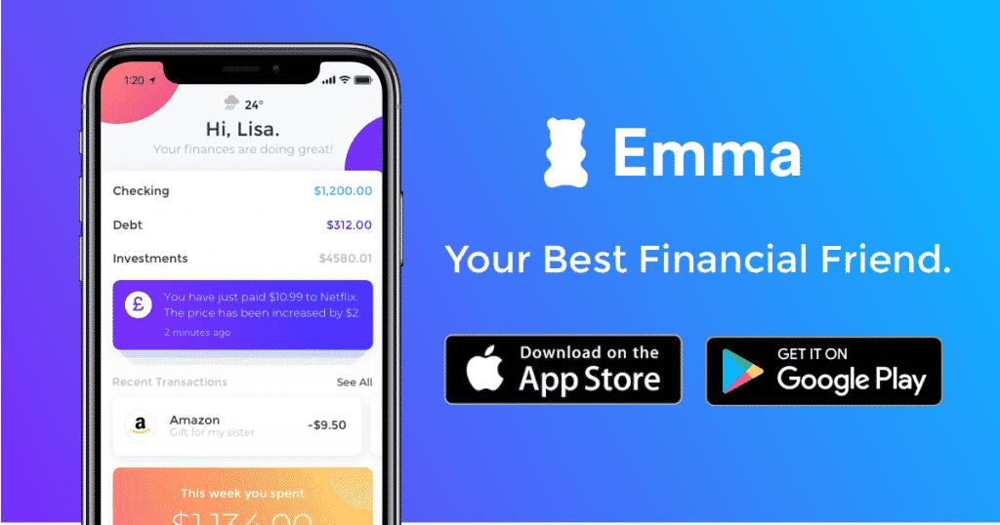 1:20
24°
Hi, Lisa.
Your finances are doing great!
Checking $1,200.00
Debt $312.00
Investments $4580.01
£
You have just paid $10.99 to Netflix.
The price has been increased by $2.
2 minutes ago
Recent Transactions See All
a
Amazon
Gift for my sister
-$9.50
This week you spent
$1,134.00
Emma
Your Best Financial Friend.
Download on the
App Store
GET IT ON
Google Play